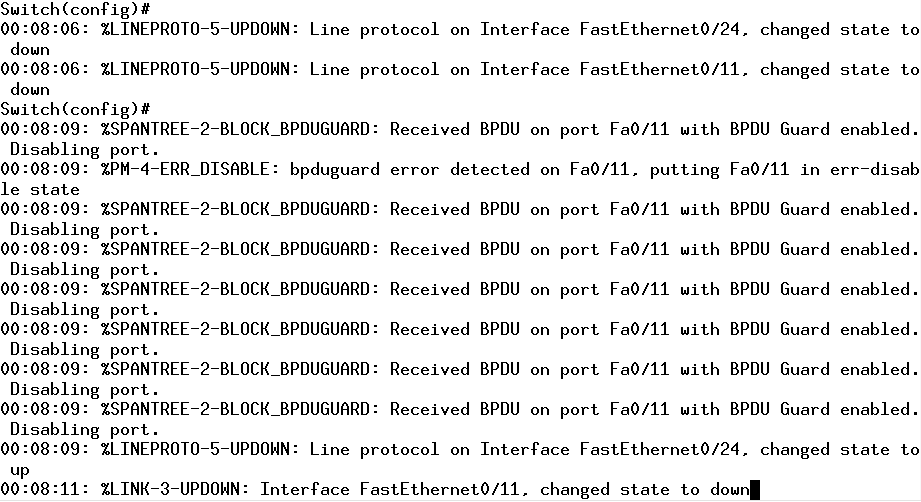 Switch(config)#
00:08:06: %LINEPROTO-5-UPDOWN: Line protocol on Interface FastEthernet0/24, changed state to
down
00:08:06: %LINEPROTO-5-UPDOWN: Line protocol on Interface FastEthernet0/11, changed state to
down
Switch(config)#
00:08:09: %SPANTREE-2-BLOCK_BPDUGUARD: Received BPDU on port Fa0/11 with BPDU Guard enabled.
Disabling port.
00:08:09: %PM-4-ERR_DISABLE: bpduguard error detected on Fa0/11, putting Fa0/11 in err-disab
le state
00:08:09: %SPANTREE-2-BLOCK_BPDUGUARD: Received BPDU on port Fa0/11 with BPDU Guard enabled.
Disabling port.
00:08:09: %SPANTREE-2-BLOCK_BPDUGUARD: Received BPDU on port Fa0/11 with BPDU Guard enabled.
Disabling port.
00:08:09: %SPANTREE-2-BLOCK_BPDUGUARD: Received BPDU on port Fa0/11 with BPDU Guard enabled.
Disabling port.
00:08:09: %SPANTREE-2-BLOCK_BPDUGUARD: Received BPDU on port Fa0/11 with BPDU Guard enabled.
Disabling port.
00:08:09: %SPANTREE-2-BLOCK_BPDUGUARD: Received BPDU on port Fa0/11 with BPDU Guard enabled.
Disabling port.
00:08:09: %SPANTREE-2-BLOCK_BPDUGUARD: Received BPDU on port Fa0/11 with BPDU Guard enabled.
Disabling port.
00:08:09: %LINEPROTO-5-UPDOWN: Line protocol on Interface FastEthernet0/24, changed state to
up
00:08:11: %LINK-3-UPDOWN: Interface FastEthernet0/11, changed state to down